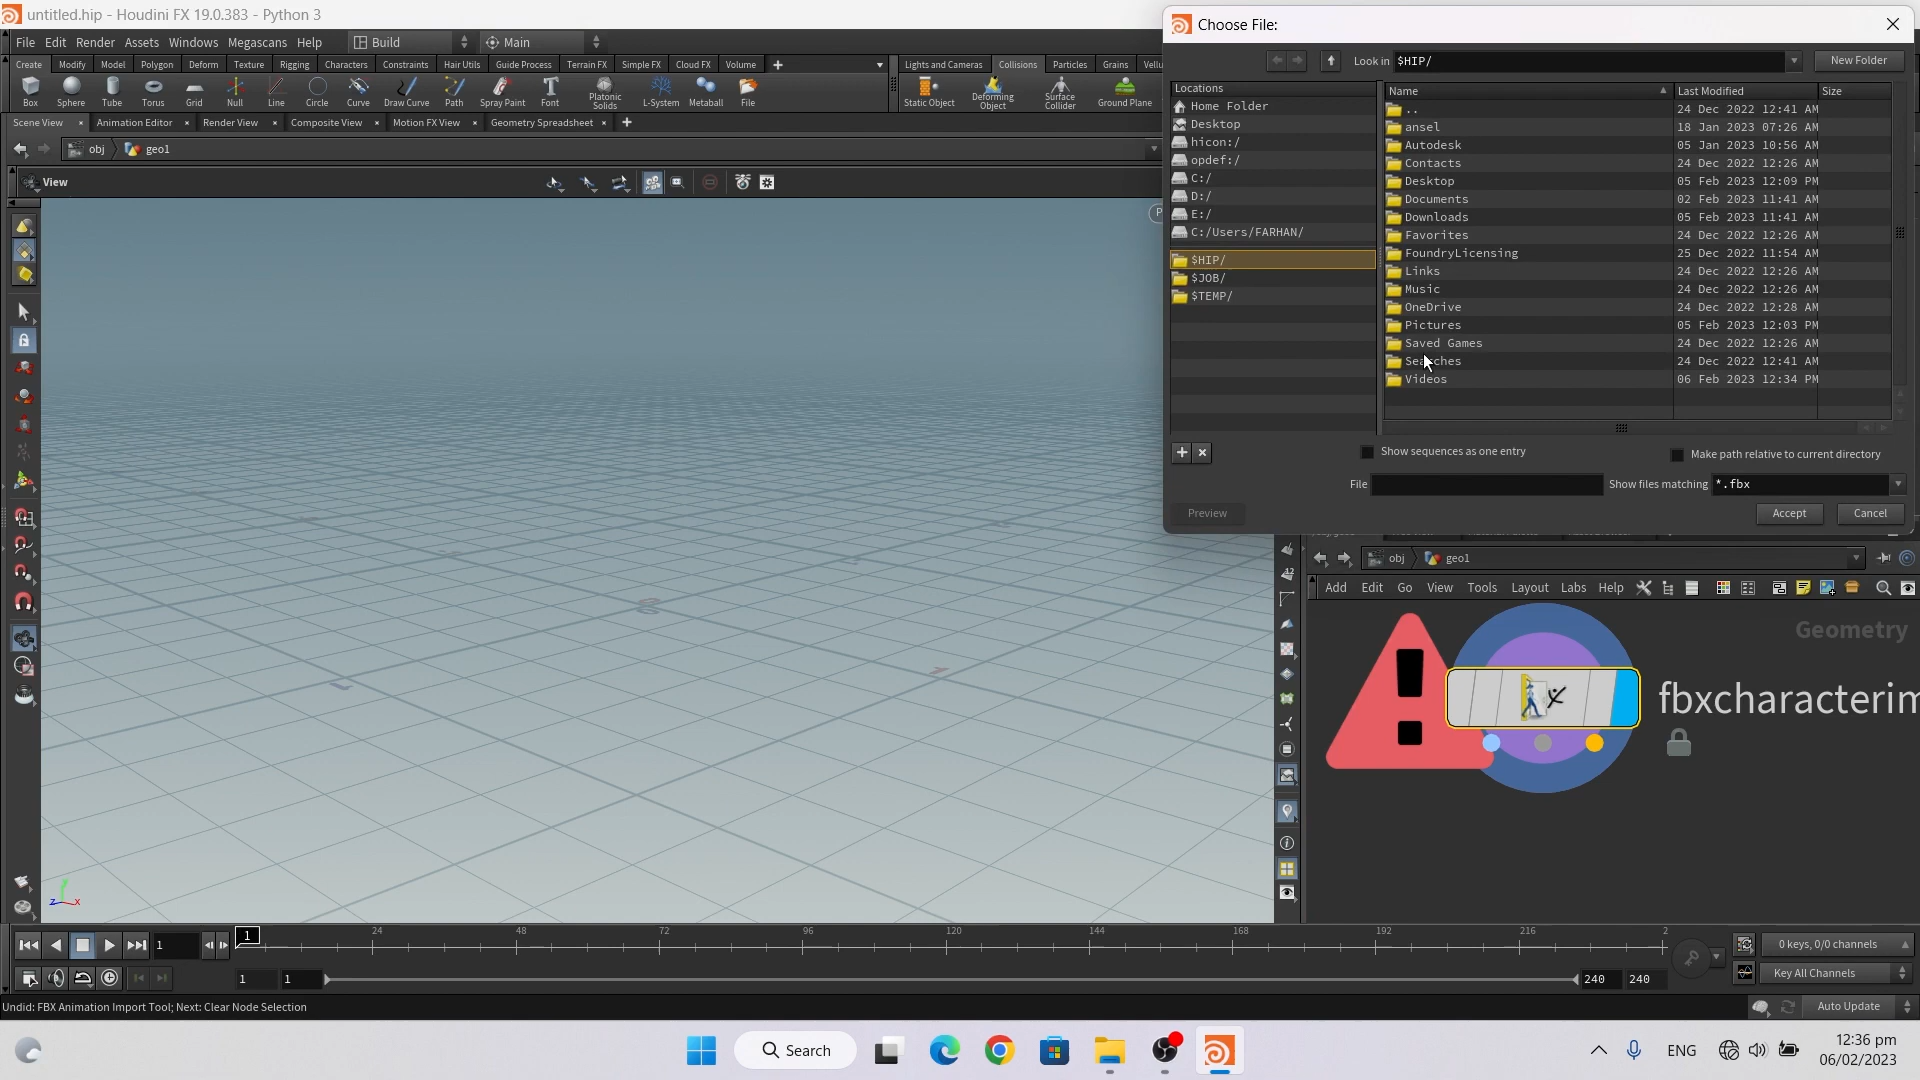 untitled.hip - Houdini FX 19.0.383 - Python 3
File Edit Render Assets Windows Megascans Help Build Main
Create Modify Model Polygon Deform Texture Rigging Characters Constraints Hair Utils Guide Process Terrain FX Simple FX Cloud FX Volume Lights and Cameras Collisions Particles Grains
Box Sphere Tube Torus Grid Null Line Circle Curve Draw Curve Path Spray Paint Font Platonic Solids L-System Metaball File Static Object Deforming Object Surface Collider Ground Plane
Scene View Animation Editor Render View Composite View Motion FX View Geometry Spreadsheet
obj geo1
View
Choose File:
Look in $HIP/ New Folder
Locations
Home Folder
Desktop
hicon:/
opdef:/
C:/
D:/
E:/
C:/Users/FARHAN/
$HIP/
$JOB/
$TEMP/
Name Last Modified Size
.. 24 Dec 2022 12:41 AM
ansel 18 Jan 2023 07:26 AM
Autodesk 05 Jan 2023 10:56 AM
Contacts 24 Dec 2022 12:26 AM
Desktop 05 Feb 2023 12:09 PM
Documents 02 Feb 2023 11:41 AM
Downloads 05 Feb 2023 11:41 AM
Favorites 24 Dec 2022 12:26 AM
FoundryLicensing 25 Dec 2022 11:54 AM
Links 24 Dec 2022 12:26 AM
Music 24 Dec 2022 12:26 AM
OneDrive 24 Dec 2022 12:28 AM
Pictures 05 Feb 2023 12:03 PM
Saved Games 24 Dec 2022 12:26 AM
Searches 24 Dec 2022 12:41 AM
Videos 06 Feb 2023 12:34 PM
Show sequences as one entry Make path relative to current directory
File Show files matching *.fbx
Preview Accept Cancel
obj geo1
Add Edit Go View Tools Layout Labs Help
Geometry
fbxcharacterim
z x
1 24 48 72 96 120 144 168 192 216 2
1
0 keys, 0/0 channels
1 1 240 240 Key All Channels
Undid: FBX Animation Import Tool; Next: Clear Node Selection Auto Update
Search ENG 12:36 pm
06/02/2023